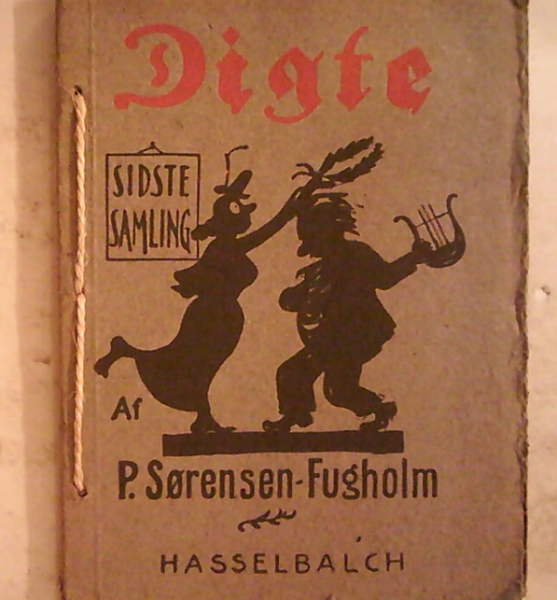 Digte
SIDSTE
SAMLING
Af
P. Sørensen-Fugholm
HASSELBALCH